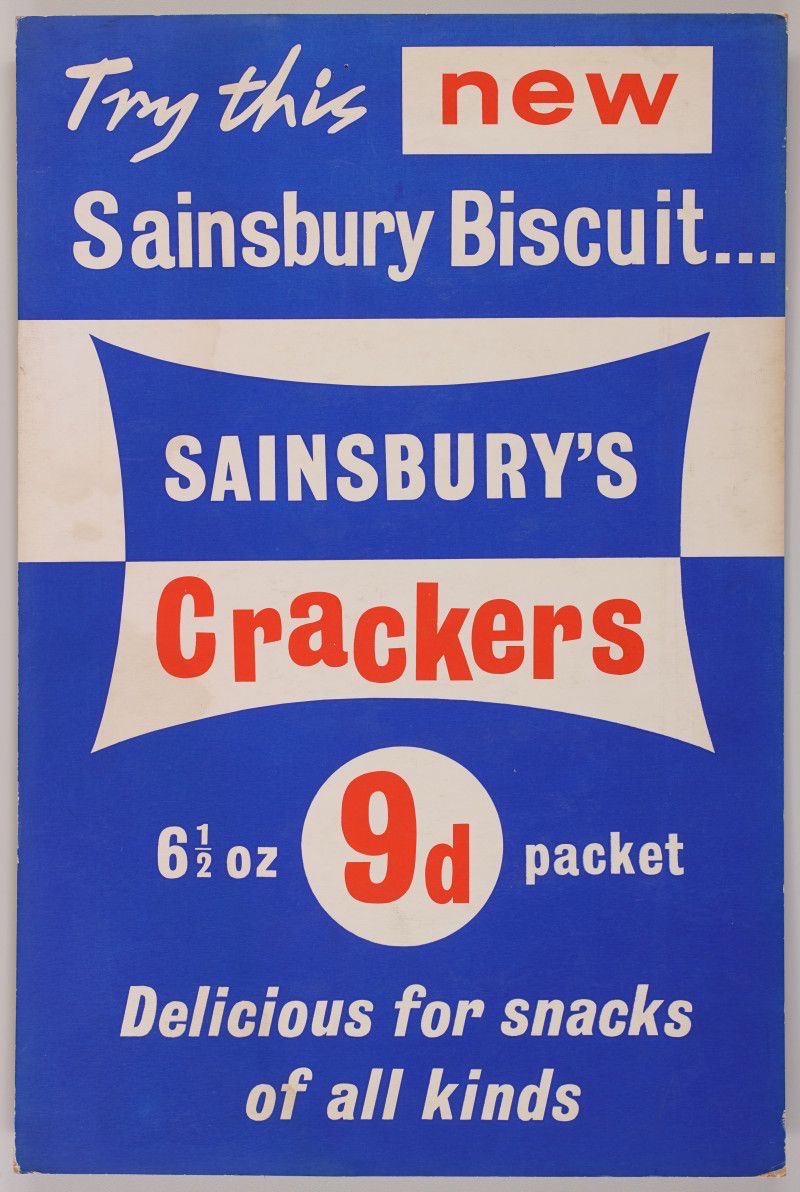 Try this new
Sainsbury Biscuit...
SAINSBURY'S
Crackers
6½ oz 9d packet
Delicious for snacks
of all kinds